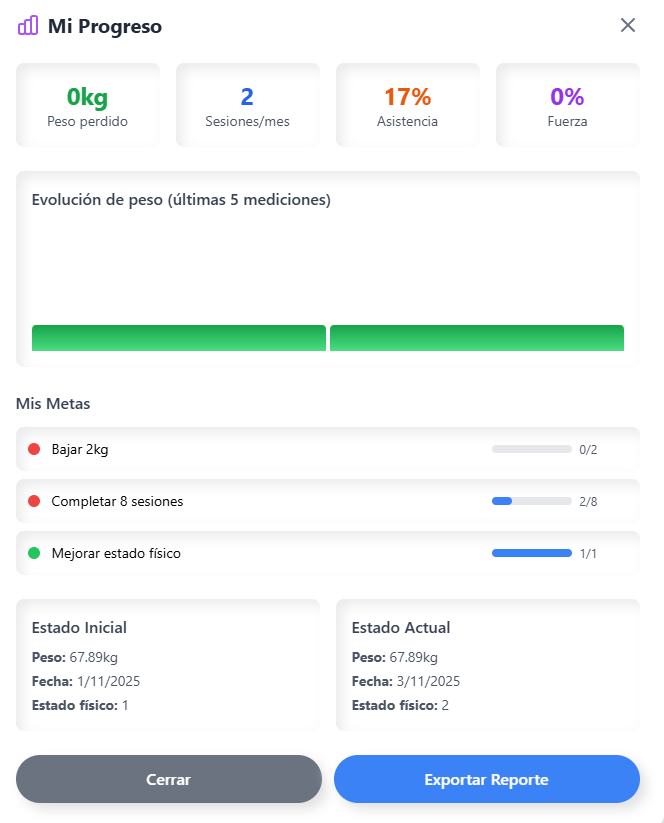 Mi Progreso
0kg
Peso perdido
2
Sesiones/mes
17%
Asistencia
0%
Fuerza
Evolución de peso (últimas 5 mediciones)
Mis Metas
Bajar 2kg 0/2
Completar 8 sesiones 2/8
Mejorar estado físico 1/1
Estado Inicial
Peso: 67.89kg
Fecha: 1/11/2025
Estado físico: 1
Estado Actual
Peso: 67.89kg
Fecha: 3/11/2025
Estado físico: 2
Cerrar
Exportar Reporte